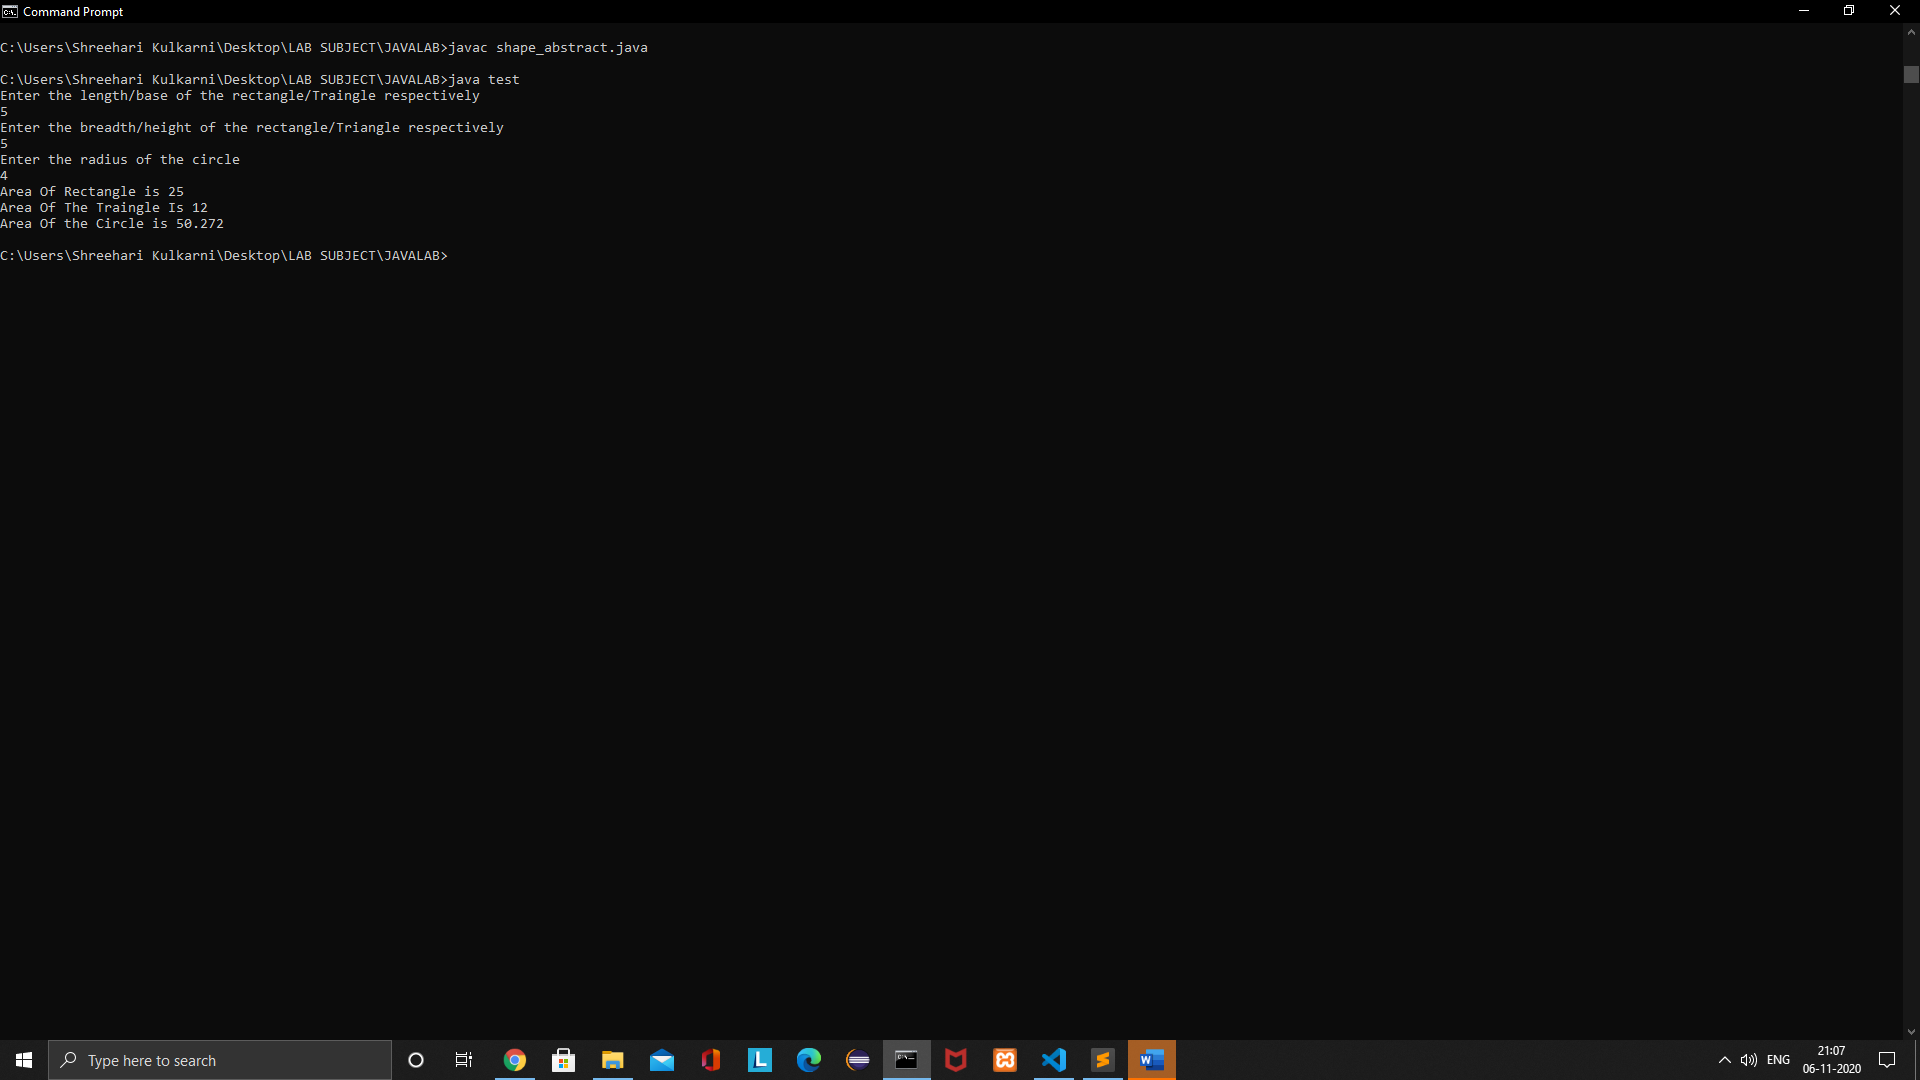 Command Prompt
C:\Users\Shreehari Kulkarni\Desktop\LAB SUBJECT\JAVALAB>javac shape_abstract.java
C:\Users\Shreehari Kulkarni\Desktop\LAB SUBJECT\JAVALAB>java test
Enter the length/base of the rectangle/Traingle respectively
5
Enter the breadth/height of the rectangle/Triangle respectively
5
Enter the radius of the circle
4
Area Of Rectangle is 25
Area Of The Traingle Is 12
Area Of the Circle is 50.272
C:\Users\Shreehari Kulkarni\Desktop\LAB SUBJECT\JAVALAB>
Type here to search
L
W
ENG
21:07
06-11-2020